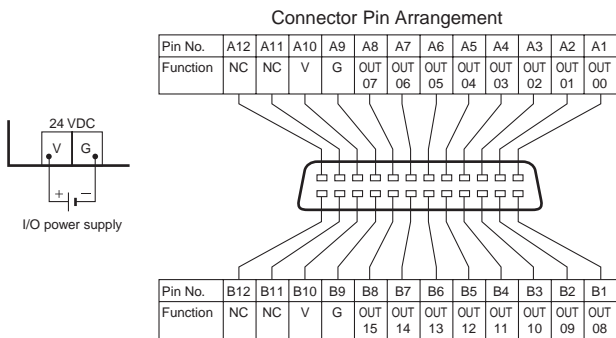 Connector Pin Arrangement
Pin No. A12 A11 A10 A9 A8 A7 A6 A5 A4 A3 A2 A1
Function NC NC V G OUT 07 OUT 06 OUT 05 OUT 04 OUT 03 OUT 02 OUT 01 OUT 00
24 VDC
V G
+ −
I/O power supply
Pin No. B12 B11 B10 B9 B8 B7 B6 B5 B4 B3 B2 B1
Function NC NC V G OUT 15 OUT 14 OUT 13 OUT 12 OUT 11 OUT 10 OUT 09 OUT 08